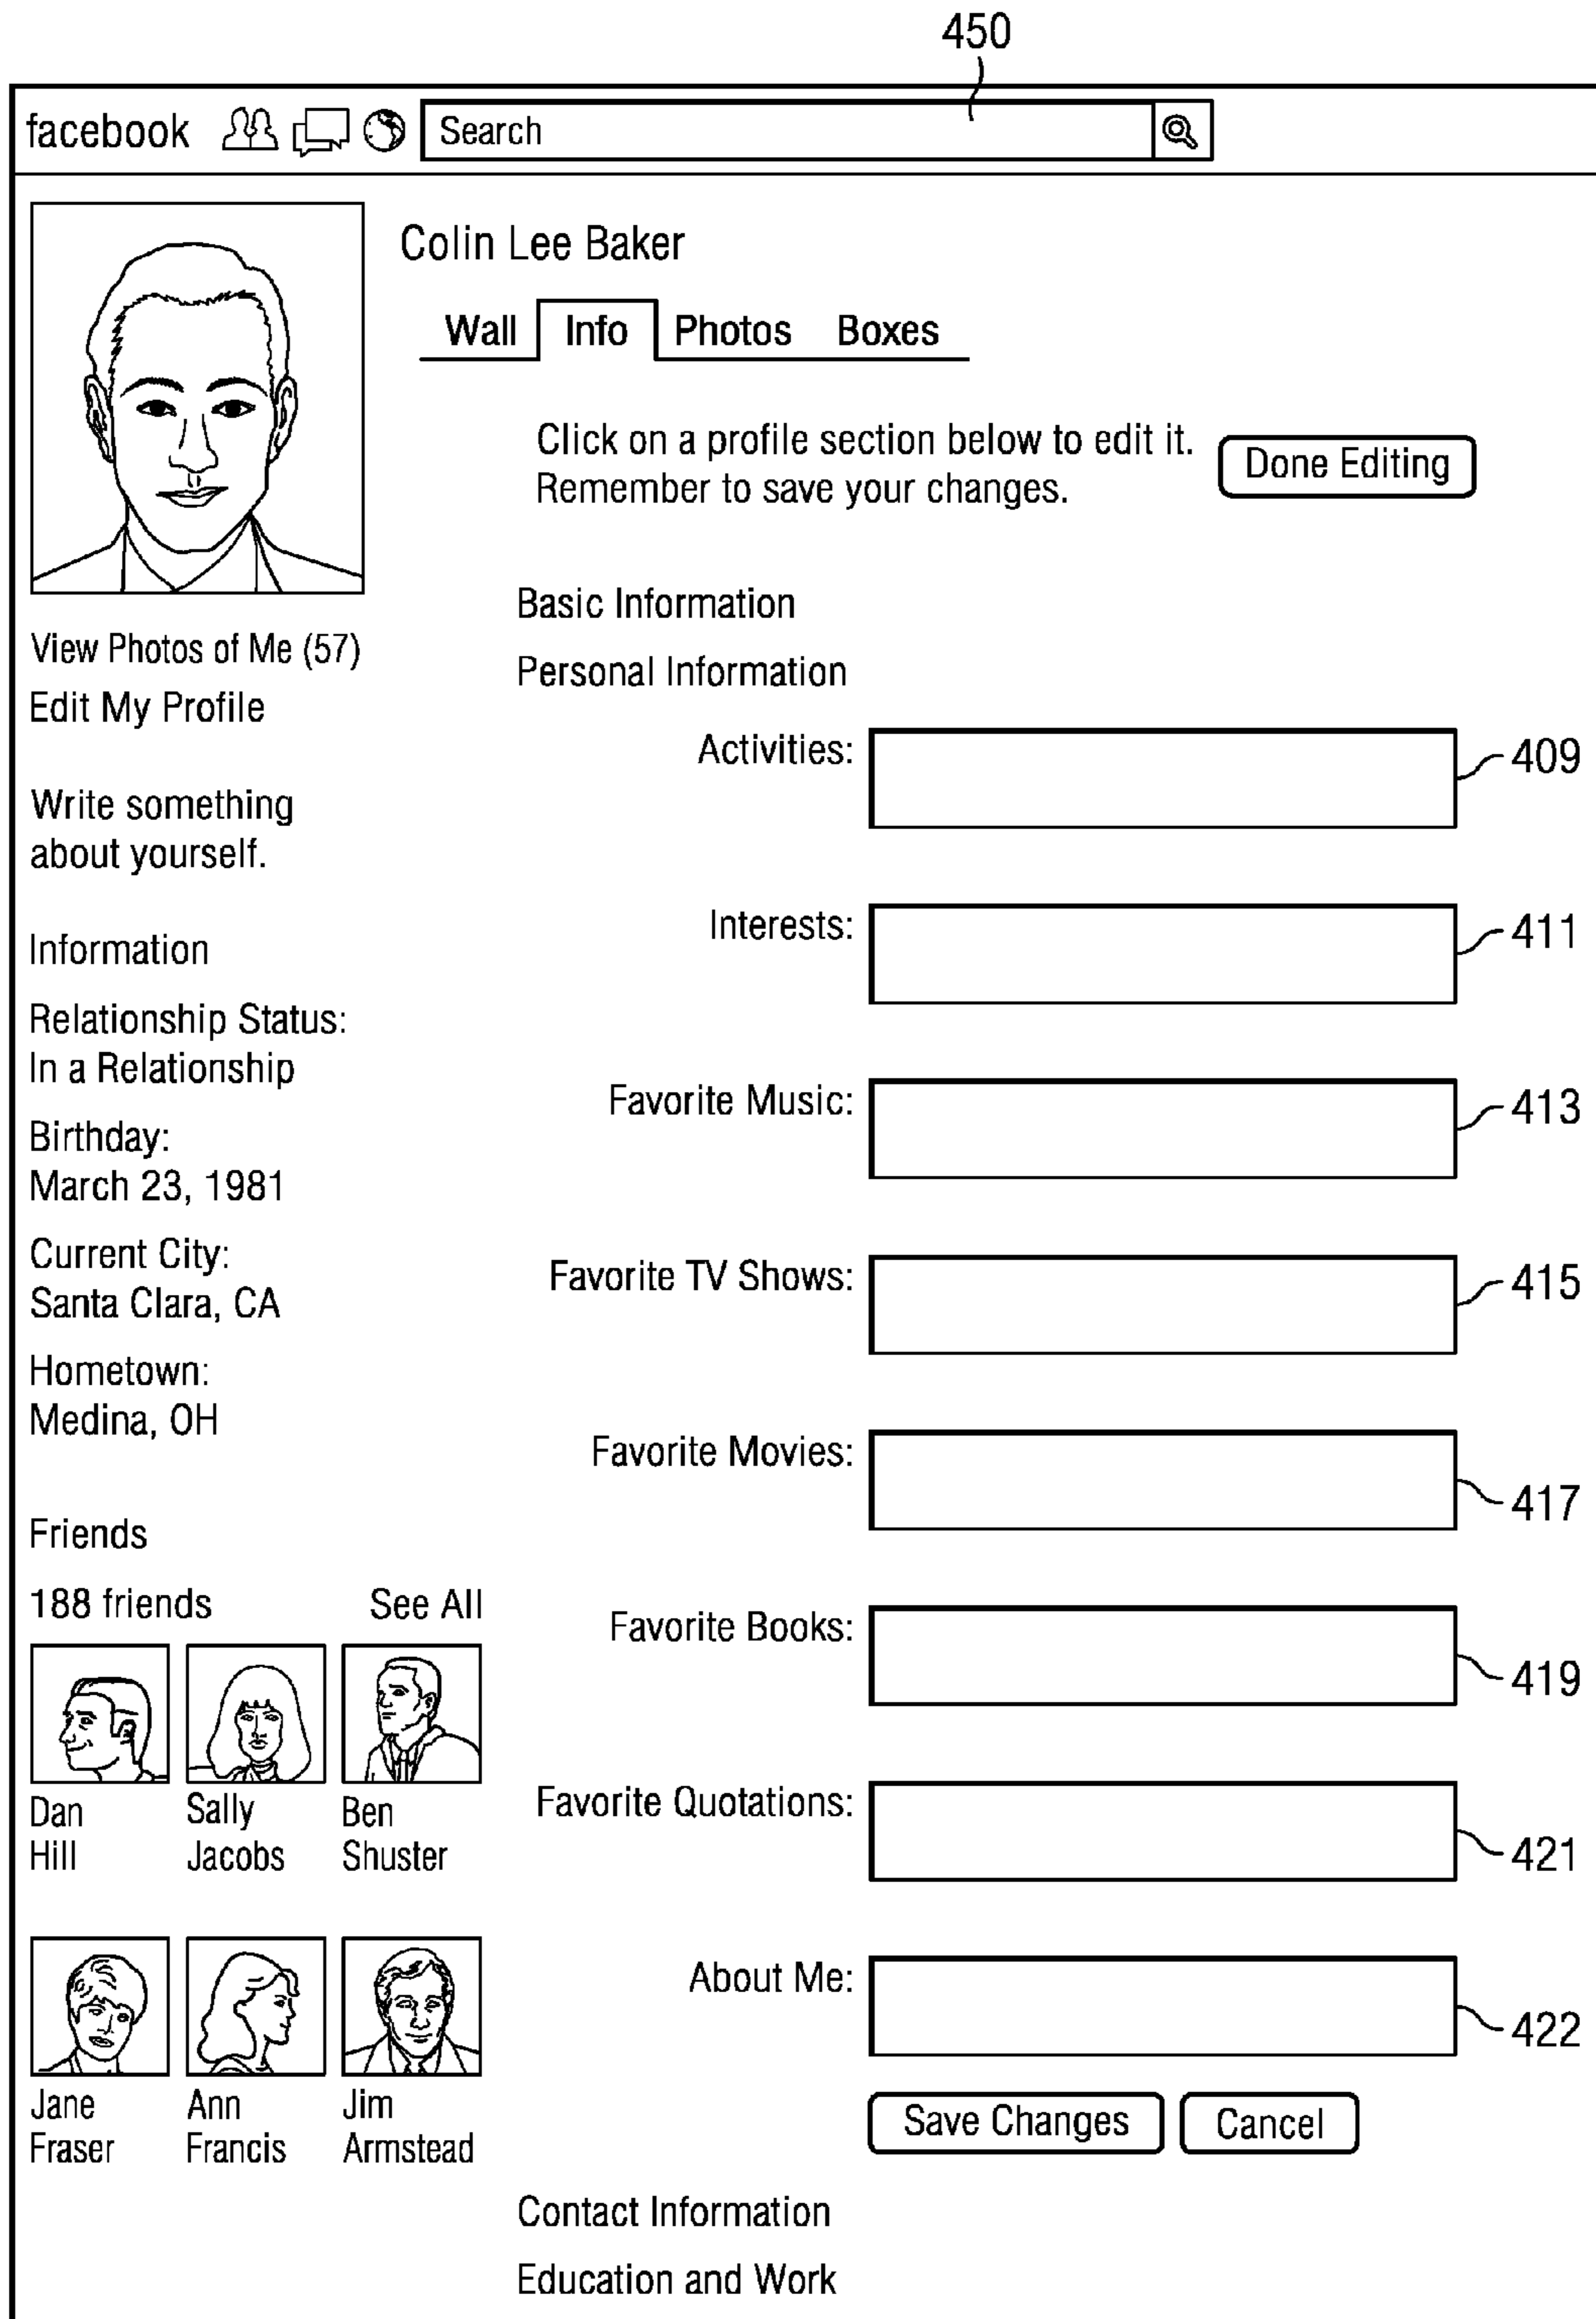 450
facebook Search
Colin Lee Baker
Wall Info Photos Boxes
Click on a profile section below to edit it.
Remember to save your changes.
Done Editing
View Photos of Me (57)
Edit My Profile
Write something
about yourself.
Information
Relationship Status:
In a Relationship
Birthday:
March 23, 1981
Current City:
Santa Clara, CA
Hometown:
Medina, OH
Friends
188 friends See All
Dan
Hill
Sally
Jacobs
Ben
Shuster
Jane
Fraser
Ann
Francis
Jim
Armstead
Basic Information
Personal Information
Activities: 409
Interests: 411
Favorite Music: 413
Favorite TV Shows: 415
Favorite Movies: 417
Favorite Books: 419
Favorite Quotations: 421
About Me: 422
Save Changes Cancel
Contact Information
Education and Work